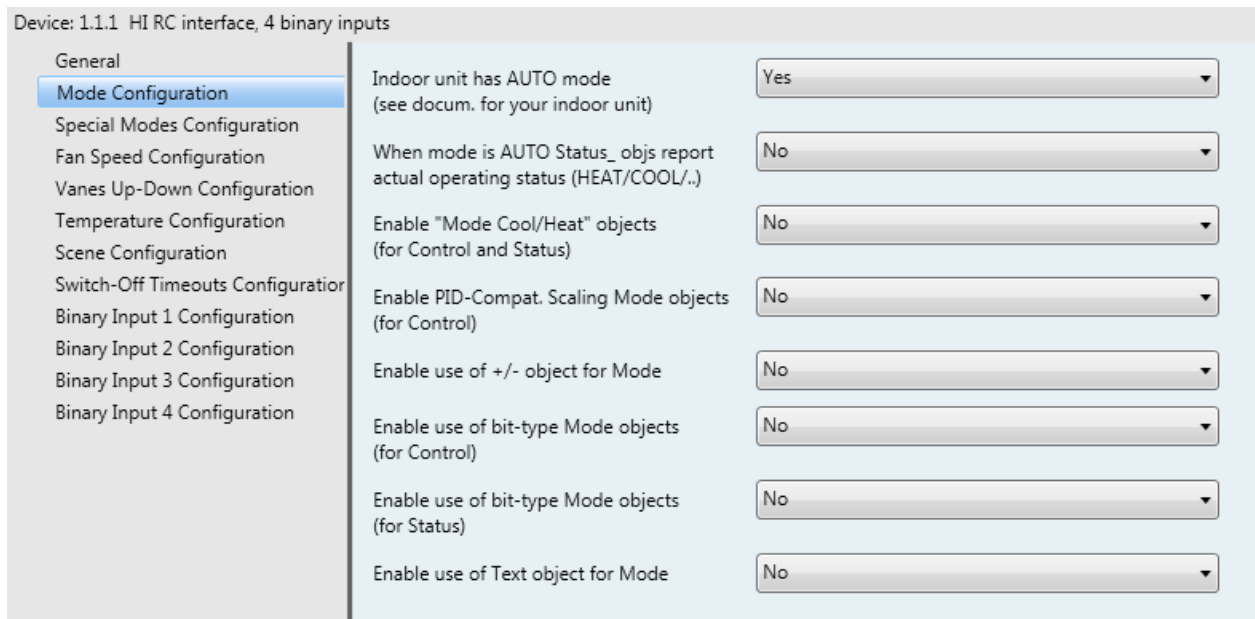 Device: 1.1.1  HI RC interface, 4 binary inputs
General
Mode Configuration
Special Modes Configuration
Fan Speed Configuration
Vanes Up-Down Configuration
Temperature Configuration
Scene Configuration
Switch-Off Timeouts Configuration
Binary Input 1 Configuration
Binary Input 2 Configuration
Binary Input 3 Configuration
Binary Input 4 Configuration
Indoor unit has AUTO mode
(see docum. for your indoor unit)
Yes
When mode is AUTO Status_ objs report
actual operating status (HEAT/COOL/..)
No
Enable "Mode Cool/Heat" objects
(for Control and Status)
No
Enable PID-Compat. Scaling Mode objects
(for Control)
No
Enable use of +/- object for Mode
No
Enable use of bit-type Mode objects
(for Control)
No
Enable use of bit-type Mode objects
(for Status)
No
Enable use of Text object for Mode
No